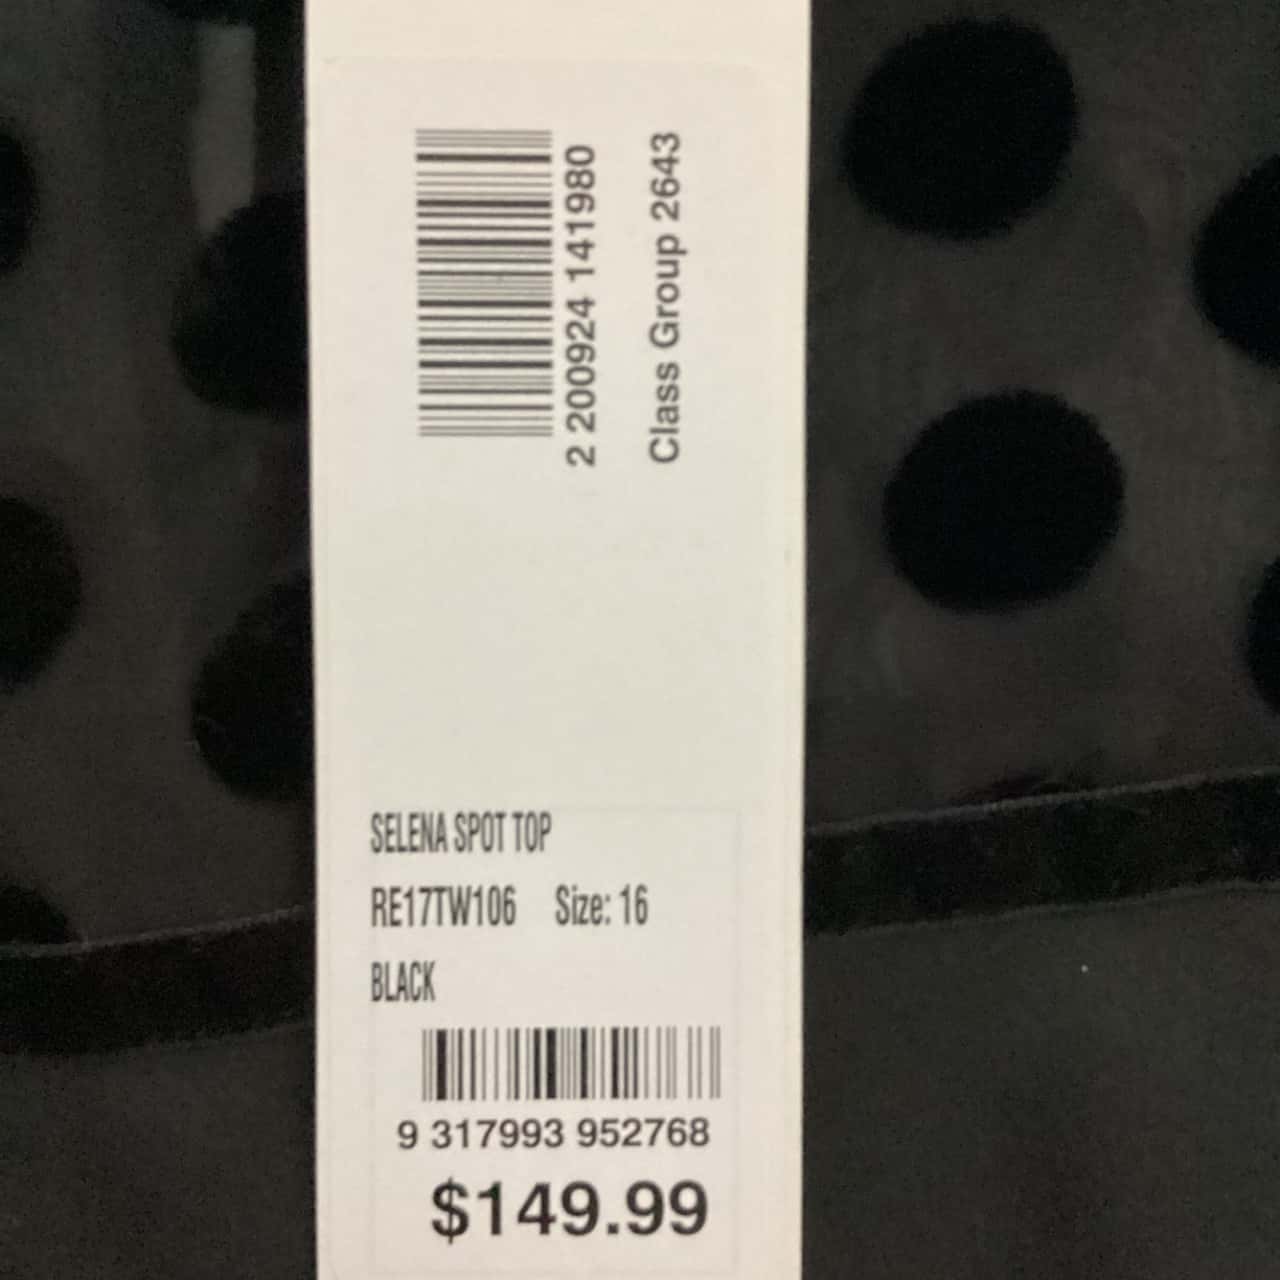 2 200924 141980
Class Group 2643
SELENA SPOT TOP
RE17TW106 Size: 16
BLACK
9 317993 952768
$149.99